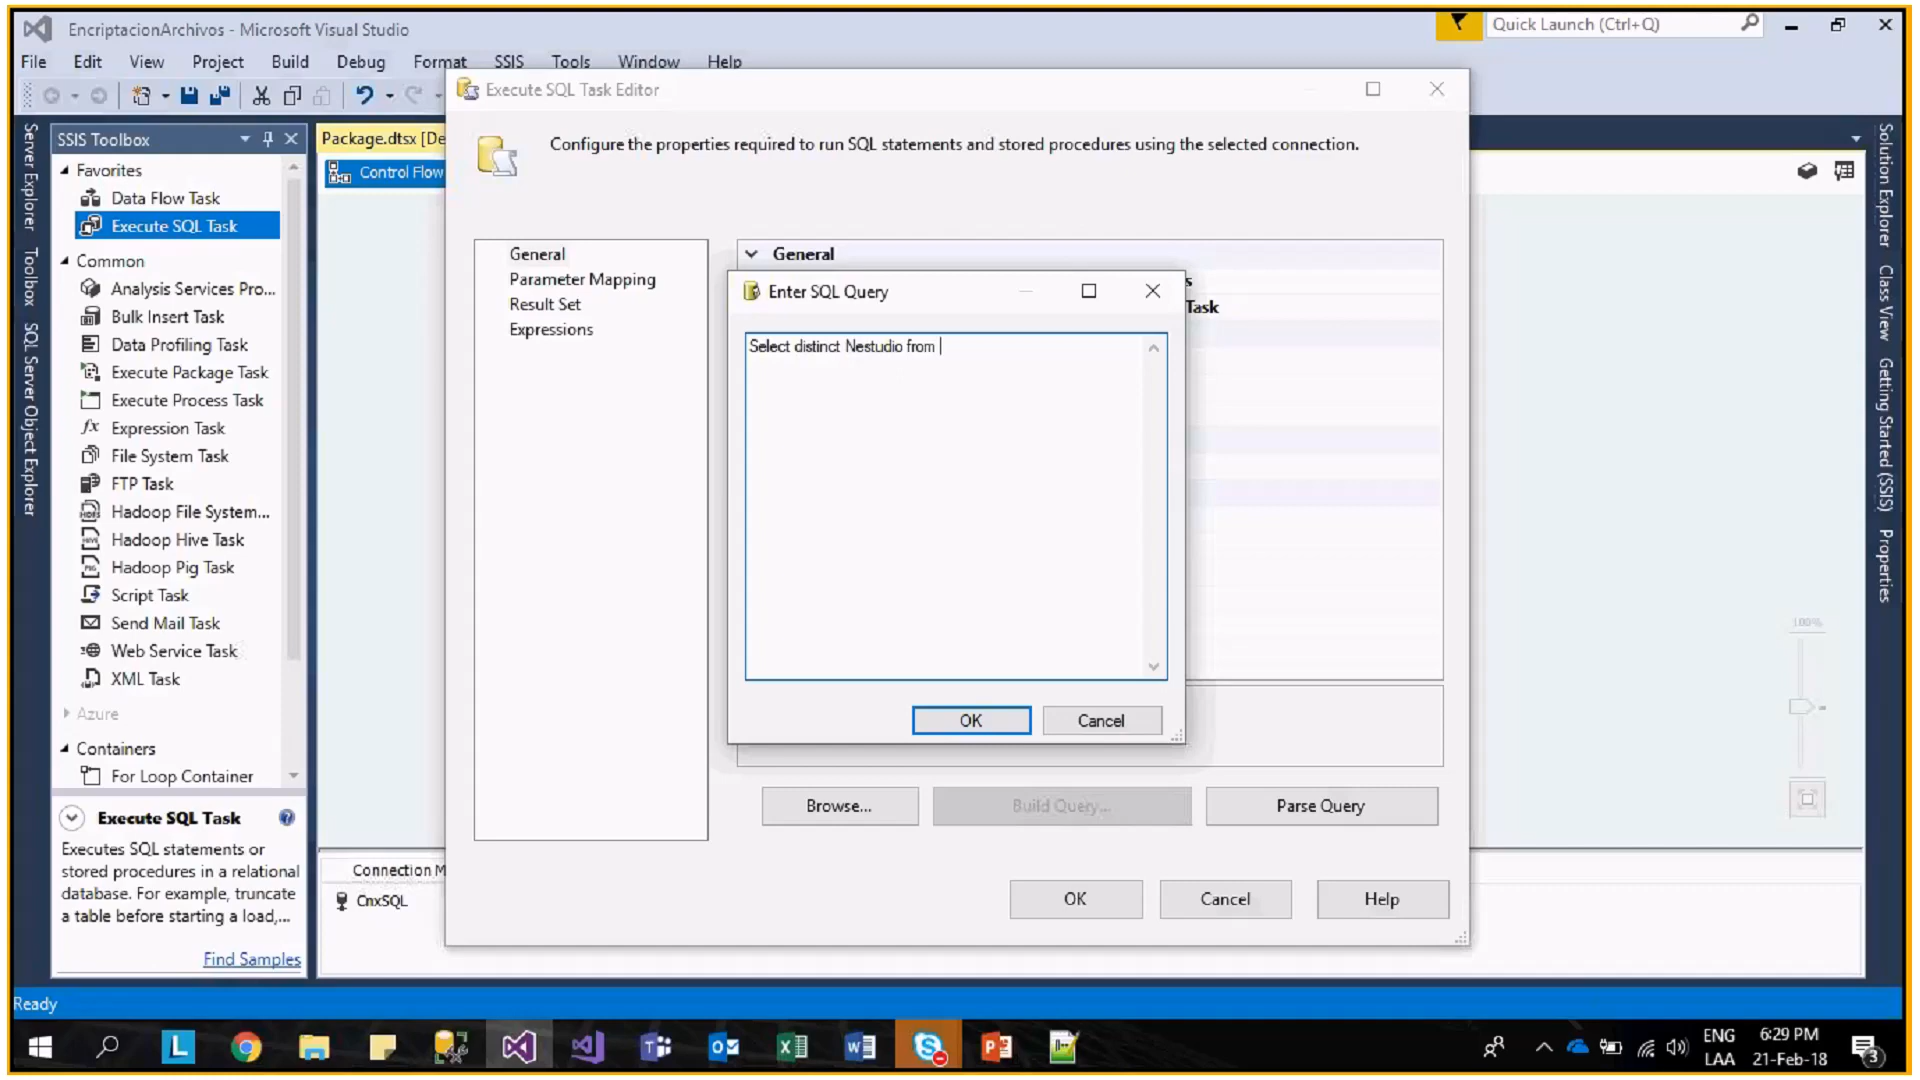 EncriptacionArchivos - Microsoft Visual Studio
Quick Launch (Ctrl+Q)
File Edit View Project Build Debug Format SSIS Tools Window Help
Execute SQL Task Editor
Server Explorer
Toolbox
SQL Server Object Explorer
SSIS Toolbox
Favorites
Data Flow Task
Execute SQL Task
Common
Analysis Services Pro...
Bulk Insert Task
Data Profiling Task
Execute Package Task
Execute Process Task
Expression Task
File System Task
FTP Task
Hadoop File System...
Hadoop Hive Task
Hadoop Pig Task
Script Task
Send Mail Task
Web Service Task
XML Task
Azure
Containers
For Loop Container
Execute SQL Task
Executes SQL statements or
stored procedures in a relational
database. For example, truncate
a table before starting a load,...
Find Samples
Package.dtsx [De
Control Flow
Connection M
CnxSQL
Configure the properties required to run SQL statements and stored procedures using the selected connection.
General
Parameter Mapping
Result Set
Expressions
General
s
Task
Enter SQL Query
Select distinct Nestudio from
OK Cancel
Browse... Build Query... Parse Query
OK Cancel Help
100%
Solution Explorer
Class View
Getting Started (SSIS)
Properties
Ready
ENG
LAA
6:29 PM
21-Feb-18
3